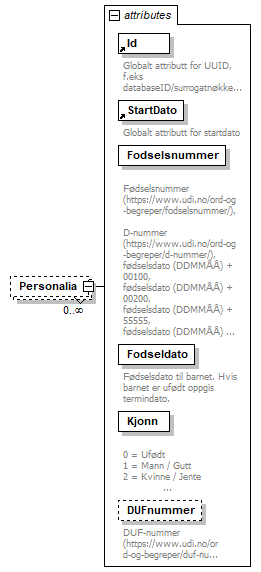 attributes
Id
Globalt attributt for UUID,
f.eks
databaseID/surrogatnøkke...
StartDato
Globalt attributt for startdato
Fodselsnummer
Fødselsnummer
(https://www.udi.no/ord-og
-begreper/fodselsnummer/),
D-nummer
(https://www.udi.no/ord-og
-begreper/d-nummer/),
fødselsdato (DDMMÅÅ) +
00100,
fødselsdato (DDMMÅÅ) +
00200,
fødselsdato (DDMMÅÅ) +
55555,
fødselsdato (DDMMÅÅ) ...
Personalia
0..∞
Fodseldato
Fødselsdato til barnet. Hvis
barnet er ufødt oppgis
termindato.
Kjonn
0 = Ufødt
1 = Mann / Gutt
2 = Kvinne / Jente
...
DUFnummer
DUF-nummer
(https://www.udi.no/or
d-og-begreper/duf-nu...